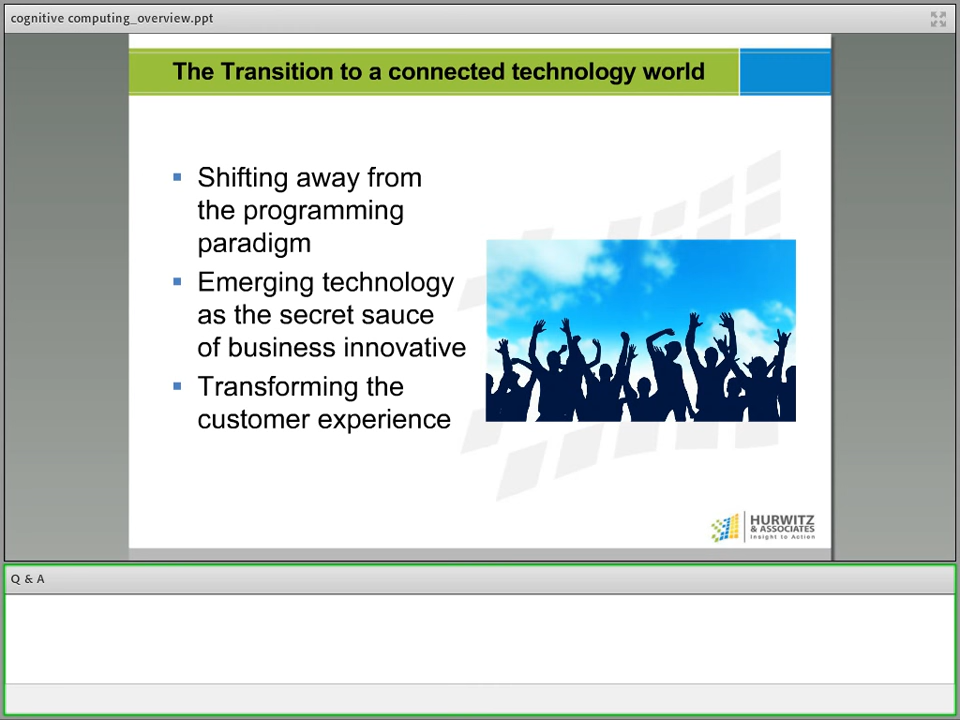 cognitive computing_overview.ppt
The Transition to a connected technology world
Shifting away from
the programming
paradigm
Emerging technology
as the secret sauce
of business innovative
Transforming the
customer experience
HURWITZ
& ASSOCIATES
Insight to Action
Q & A